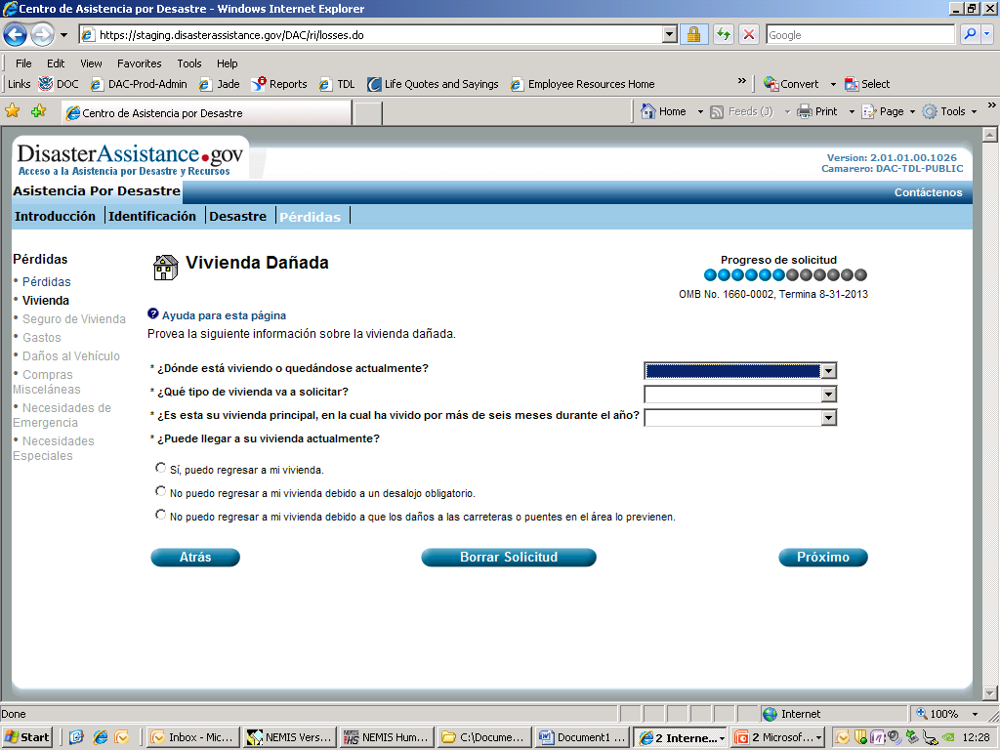 Centro de Asistencia por Desastre - Windows Internet Explorer
https://staging.disasterassistance.gov/DAC/ri/losses.do
Google
File Edit View Favorites Tools Help
Links DOC DAC-Prod-Admin Jade Reports TDL Life Quotes and Sayings Employee Resources Home » Convert Select
Centro de Asistencia por Desastre Home Feeds (J) Print Page Tools »
DisasterAssistance.gov
Acceso a la Asistencia por Desastre y Recursos
Version: 2.01.01.00.1026
Camarero: DAC-TDL-PUBLIC
Asistencia Por Desastre Contáctenos
Introducción Identificación Desastre Pérdidas
Pérdidas
• Pérdidas
• Vivienda
• Seguro de Vivienda
• Gastos
• Daños al Vehículo
• Compras
Misceláneas
• Necesidades de
Emergencia
• Necesidades
Especiales
Vivienda Dañada
Progreso de solicitud
OMB No. 1660-0002, Termina 8-31-2013
? Ayuda para esta página
Provea la siguiente información sobre la vivienda dañada.
* ¿Dónde está viviendo o quedándose actualmente?
* ¿Qué tipo de vivienda va a solicitar?
* ¿Es esta su vivienda principal, en la cual ha vivido por más de seis meses durante el año?
* ¿Puede llegar a su vivienda actualmente?
Sí, puedo regresar a mi vivienda.
No puedo regresar a mi vivienda debido a un desalojo obligatorio.
No puedo regresar a mi vivienda debido a que los daños a las carreteras o puentes en el área lo previenen.
Atrás Borrar Solicitud Próximo
Done Internet 100%
Start Inbox - Mic... NEMIS Vers... NEMIS Hum... C:\Docume... Document1 ... 2 Interne... 2 Microsof... 12:28